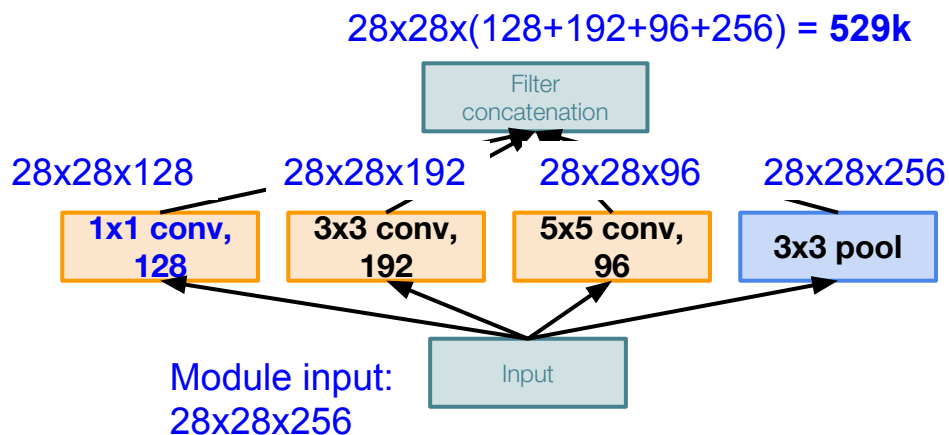 28x28x(128+192+96+256) = 529k
Filter
concatenation
28x28x128
28x28x192
28x28x96
28x28x256
1x1 conv,
128
3x3 conv,
192
5x5 conv,
96
3x3 pool
Input
Module input:
28x28x256